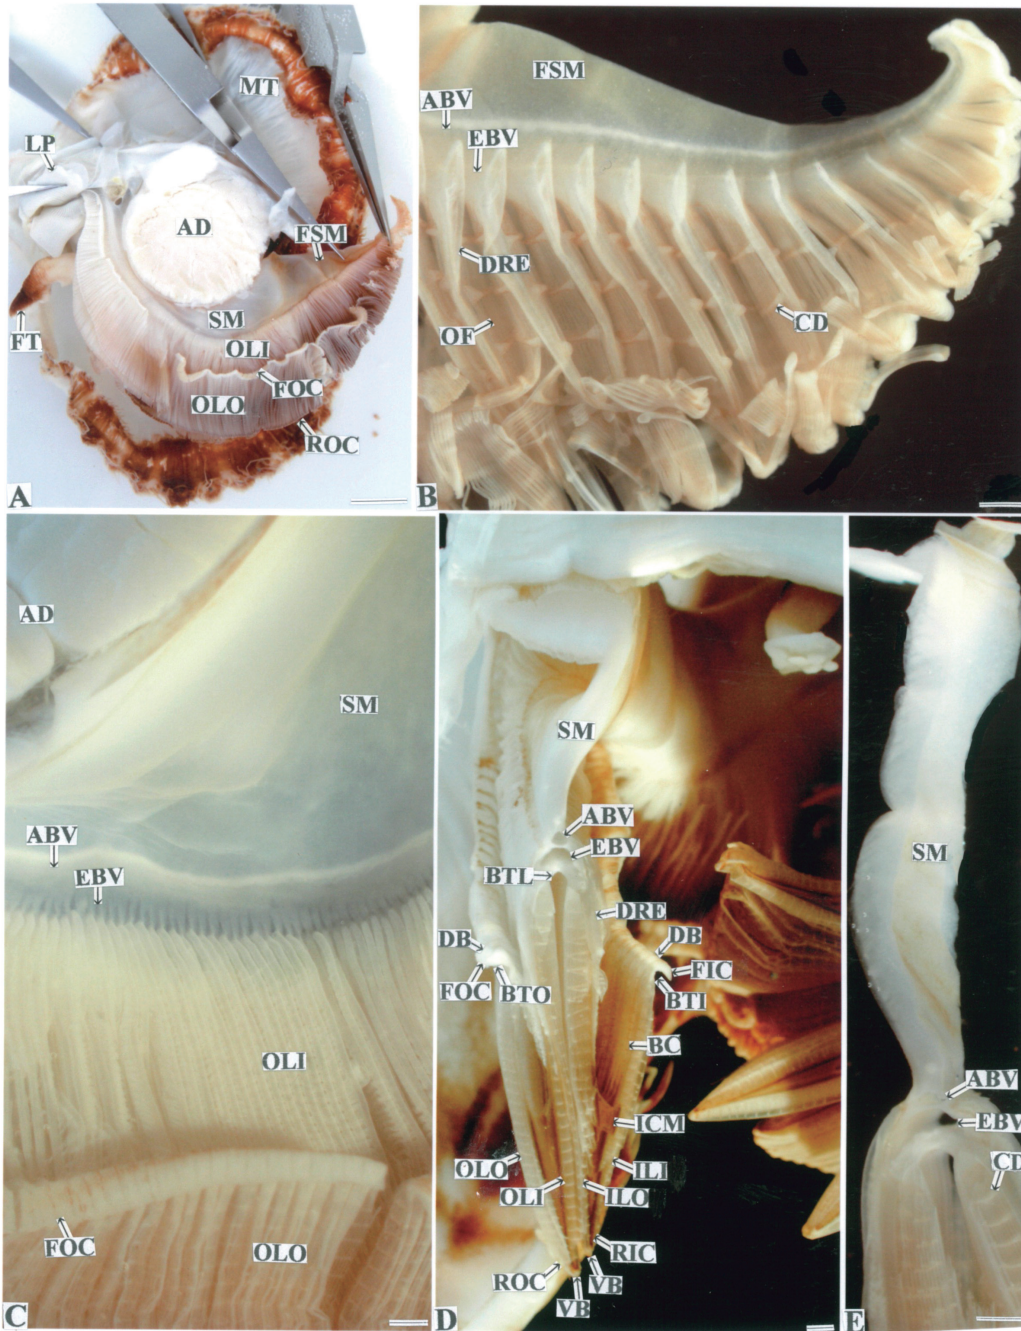 MT
LP
AD
FSM
SM
FT
OLI
FOC
OLO
ROC
A
FSM
ABV
EBV
DRE
OF
CD
B
AD
SM
ABV
EBV
OLI
FOC
OLO
C
SM
ABV
EBV
BTL
DRE
DB
DB
FOC
BTO
FIC
BTI
BC
ICM
OLO
ILI
OLI
ILO
RIC
ROC
VB
VB
D
SM
ABV
EBV
CD
E